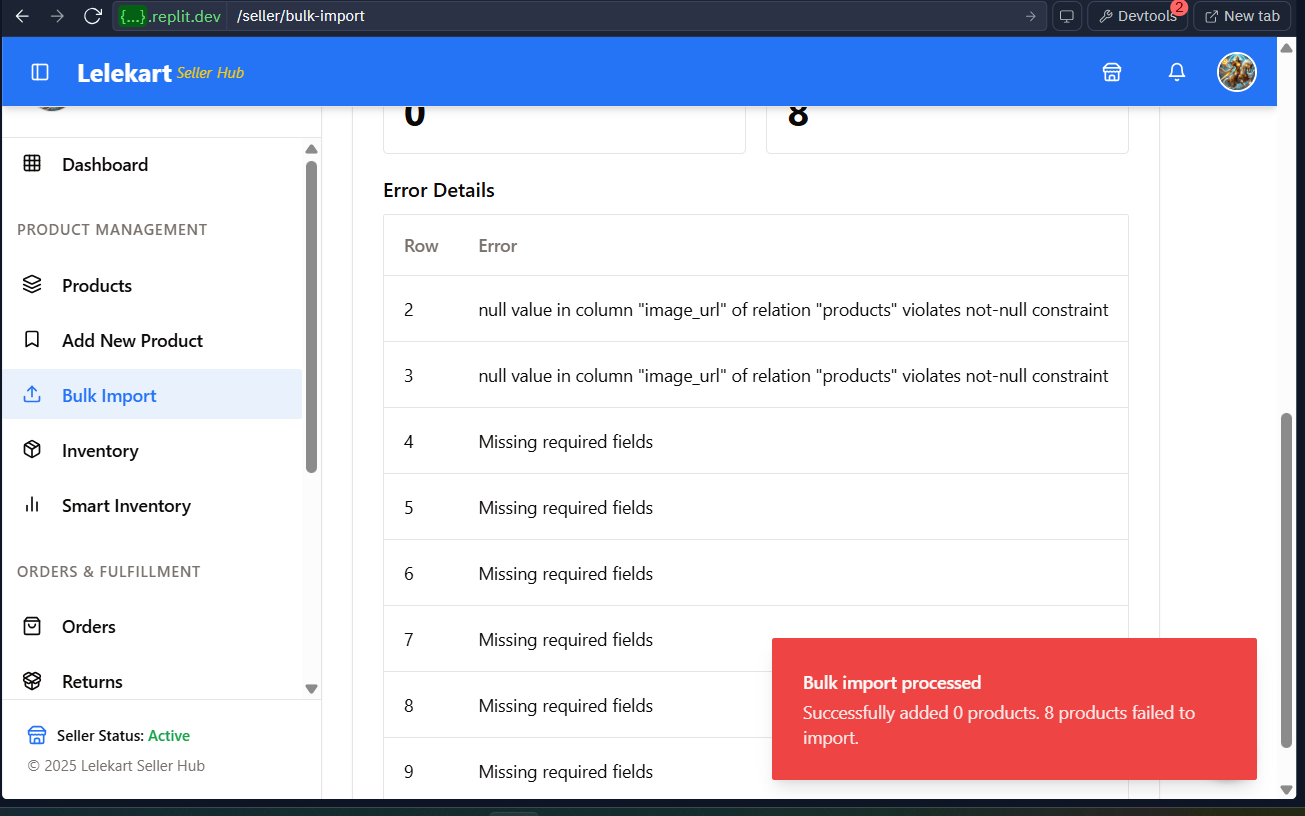 {...}.replit.dev /seller/bulk-import
Devtools 2
New tab
Lelekart Seller Hub
Dashboard
PRODUCT MANAGEMENT
Products
Add New Product
Bulk Import
Inventory
Smart Inventory
ORDERS & FULFILLMENT
Orders
Returns
Seller Status: Active
© 2025 Lelekart Seller Hub
0 8
Error Details
Row Error
2 null value in column "image_url" of relation "products" violates not-null constraint
3 null value in column "image_url" of relation "products" violates not-null constraint
4 Missing required fields
5 Missing required fields
6 Missing required fields
7 Missing required fields
8 Missing required fields
9 Missing required fields
Bulk import processed
Successfully added 0 products. 8 products failed to
import.